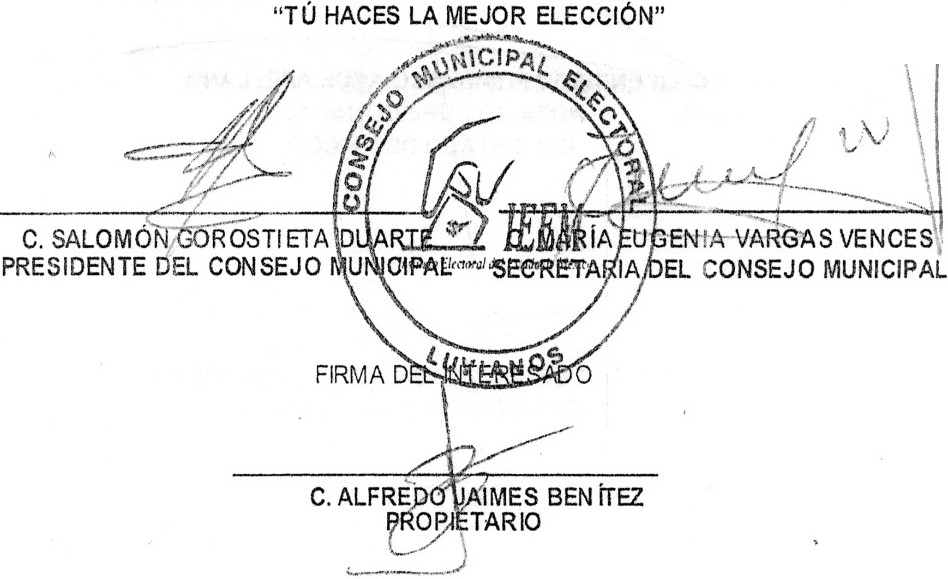 “TÚ HACES LA MEJOR ELECCIÓN”
CONSEJO MUNICIPAL ELECTORAL
IEEM
C. SALOMÓN GOROSTIETA DUARTE
C. MARÍA EUGENIA VARGAS VENCES
PRESIDENTE DEL CONSEJO MUNICIPAL
SECRETARIA DEL CONSEJO MUNICIPAL
Electoral
LUVIANOS
FIRMA DEL INTERESADO
C. ALFREDO JAIMES BENÍTEZ
PROPIETARIO